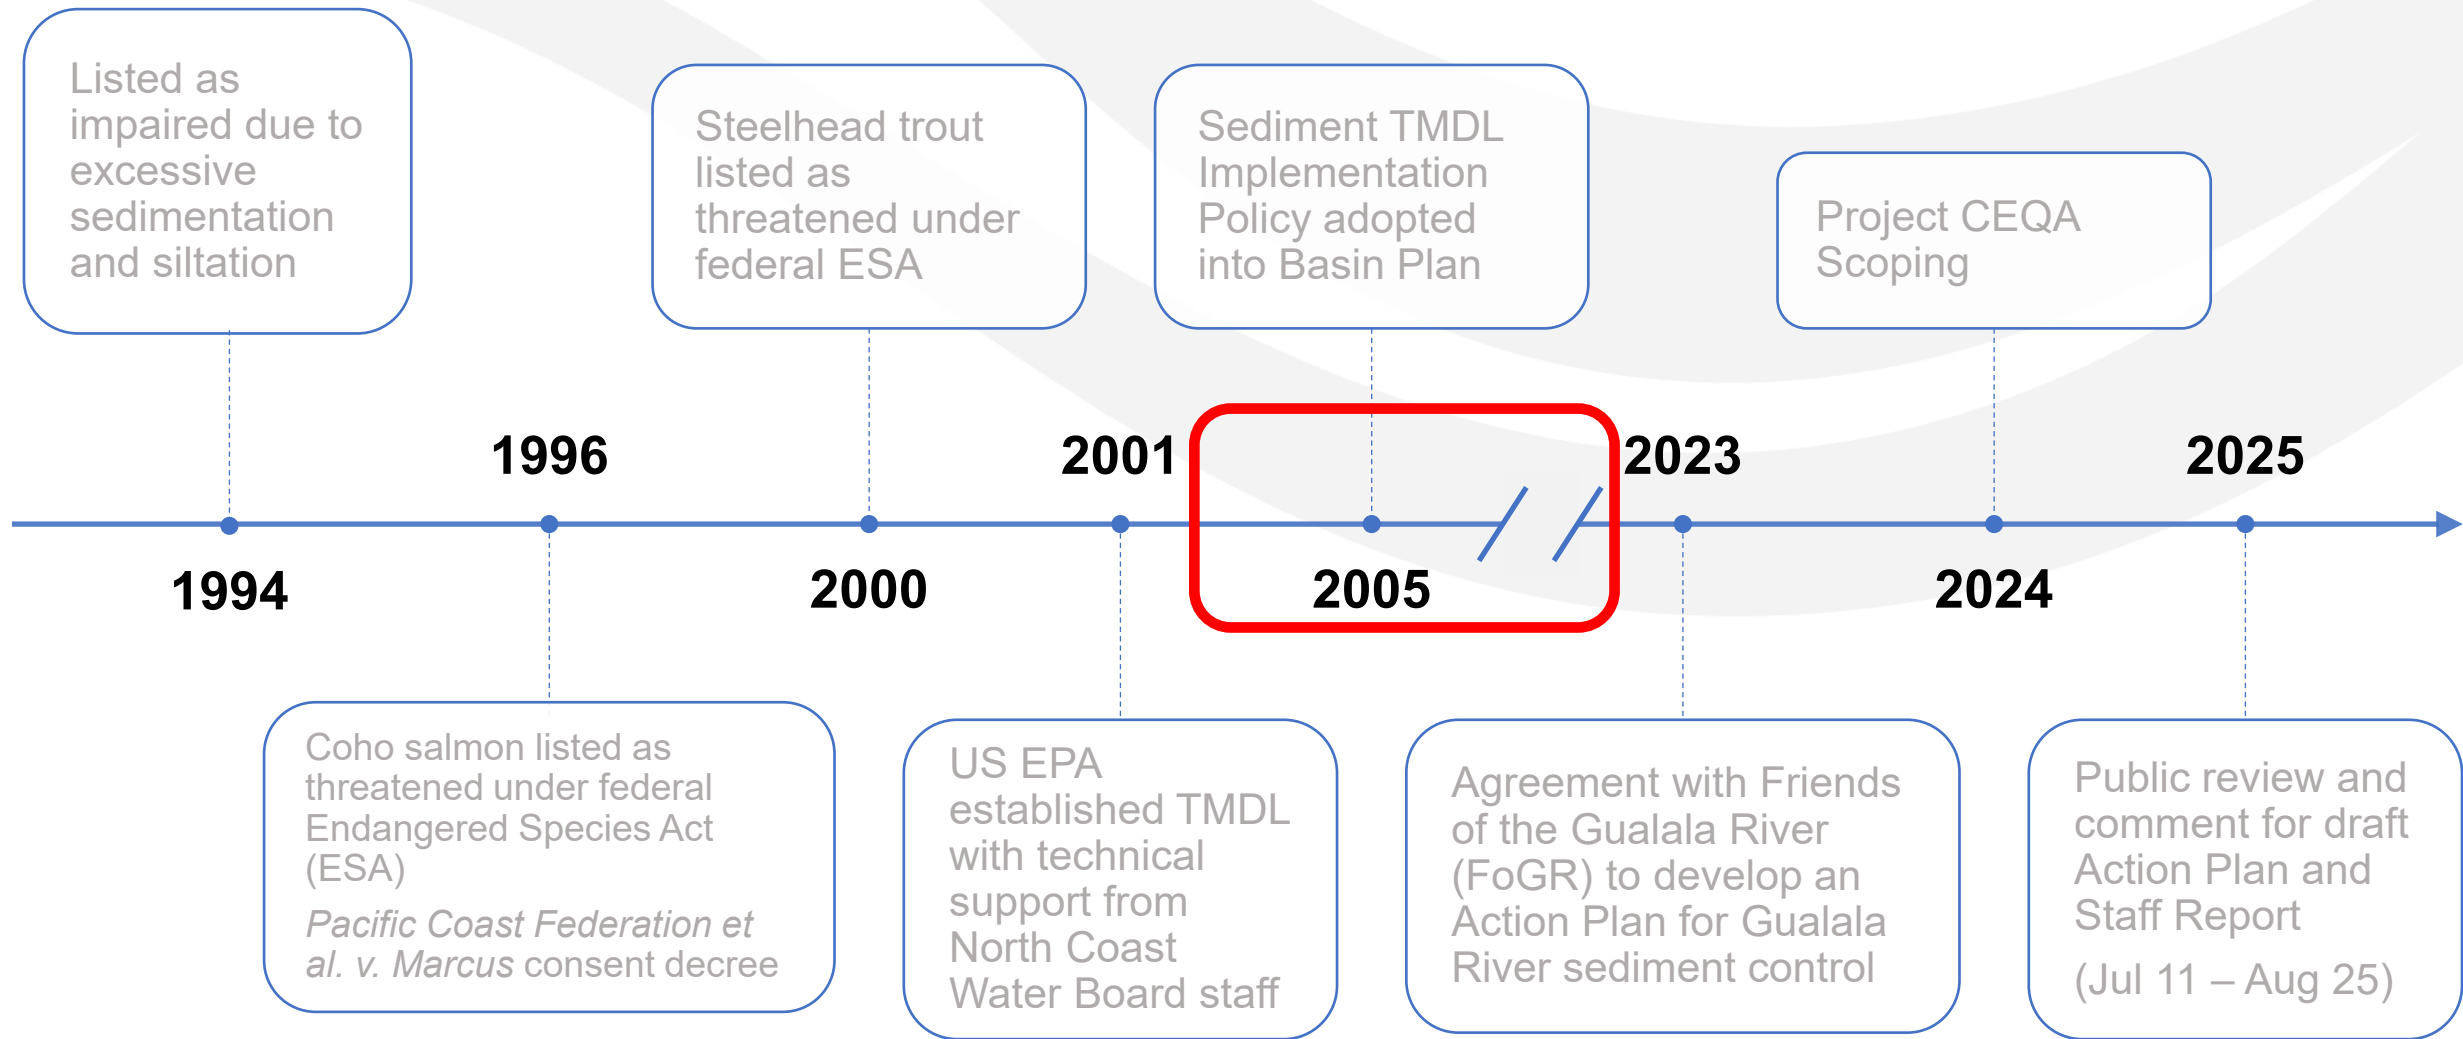 Listed as
impaired due to
excessive
sedimentation
and siltation
1994
1996
Coho salmon listed as
threatened under federal
Endangered Species Act
(ESA)
Pacific Coast Federation et
al. v. Marcus consent decree
Steelhead trout
listed as
threatened under
federal ESA
2000
2001
US EPA
established TMDL
with technical
support from
North Coast
Water Board staff
Sediment TMDL
Implementation
Policy adopted
into Basin Plan
2005
2023
Agreement with Friends
of the Gualala River
(FoGR) to develop an
Action Plan for Gualala
River sediment control
Project CEQA
Scoping
2024
2025
Public review and
comment for draft
Action Plan and
Staff Report
(Jul 11 – Aug 25)